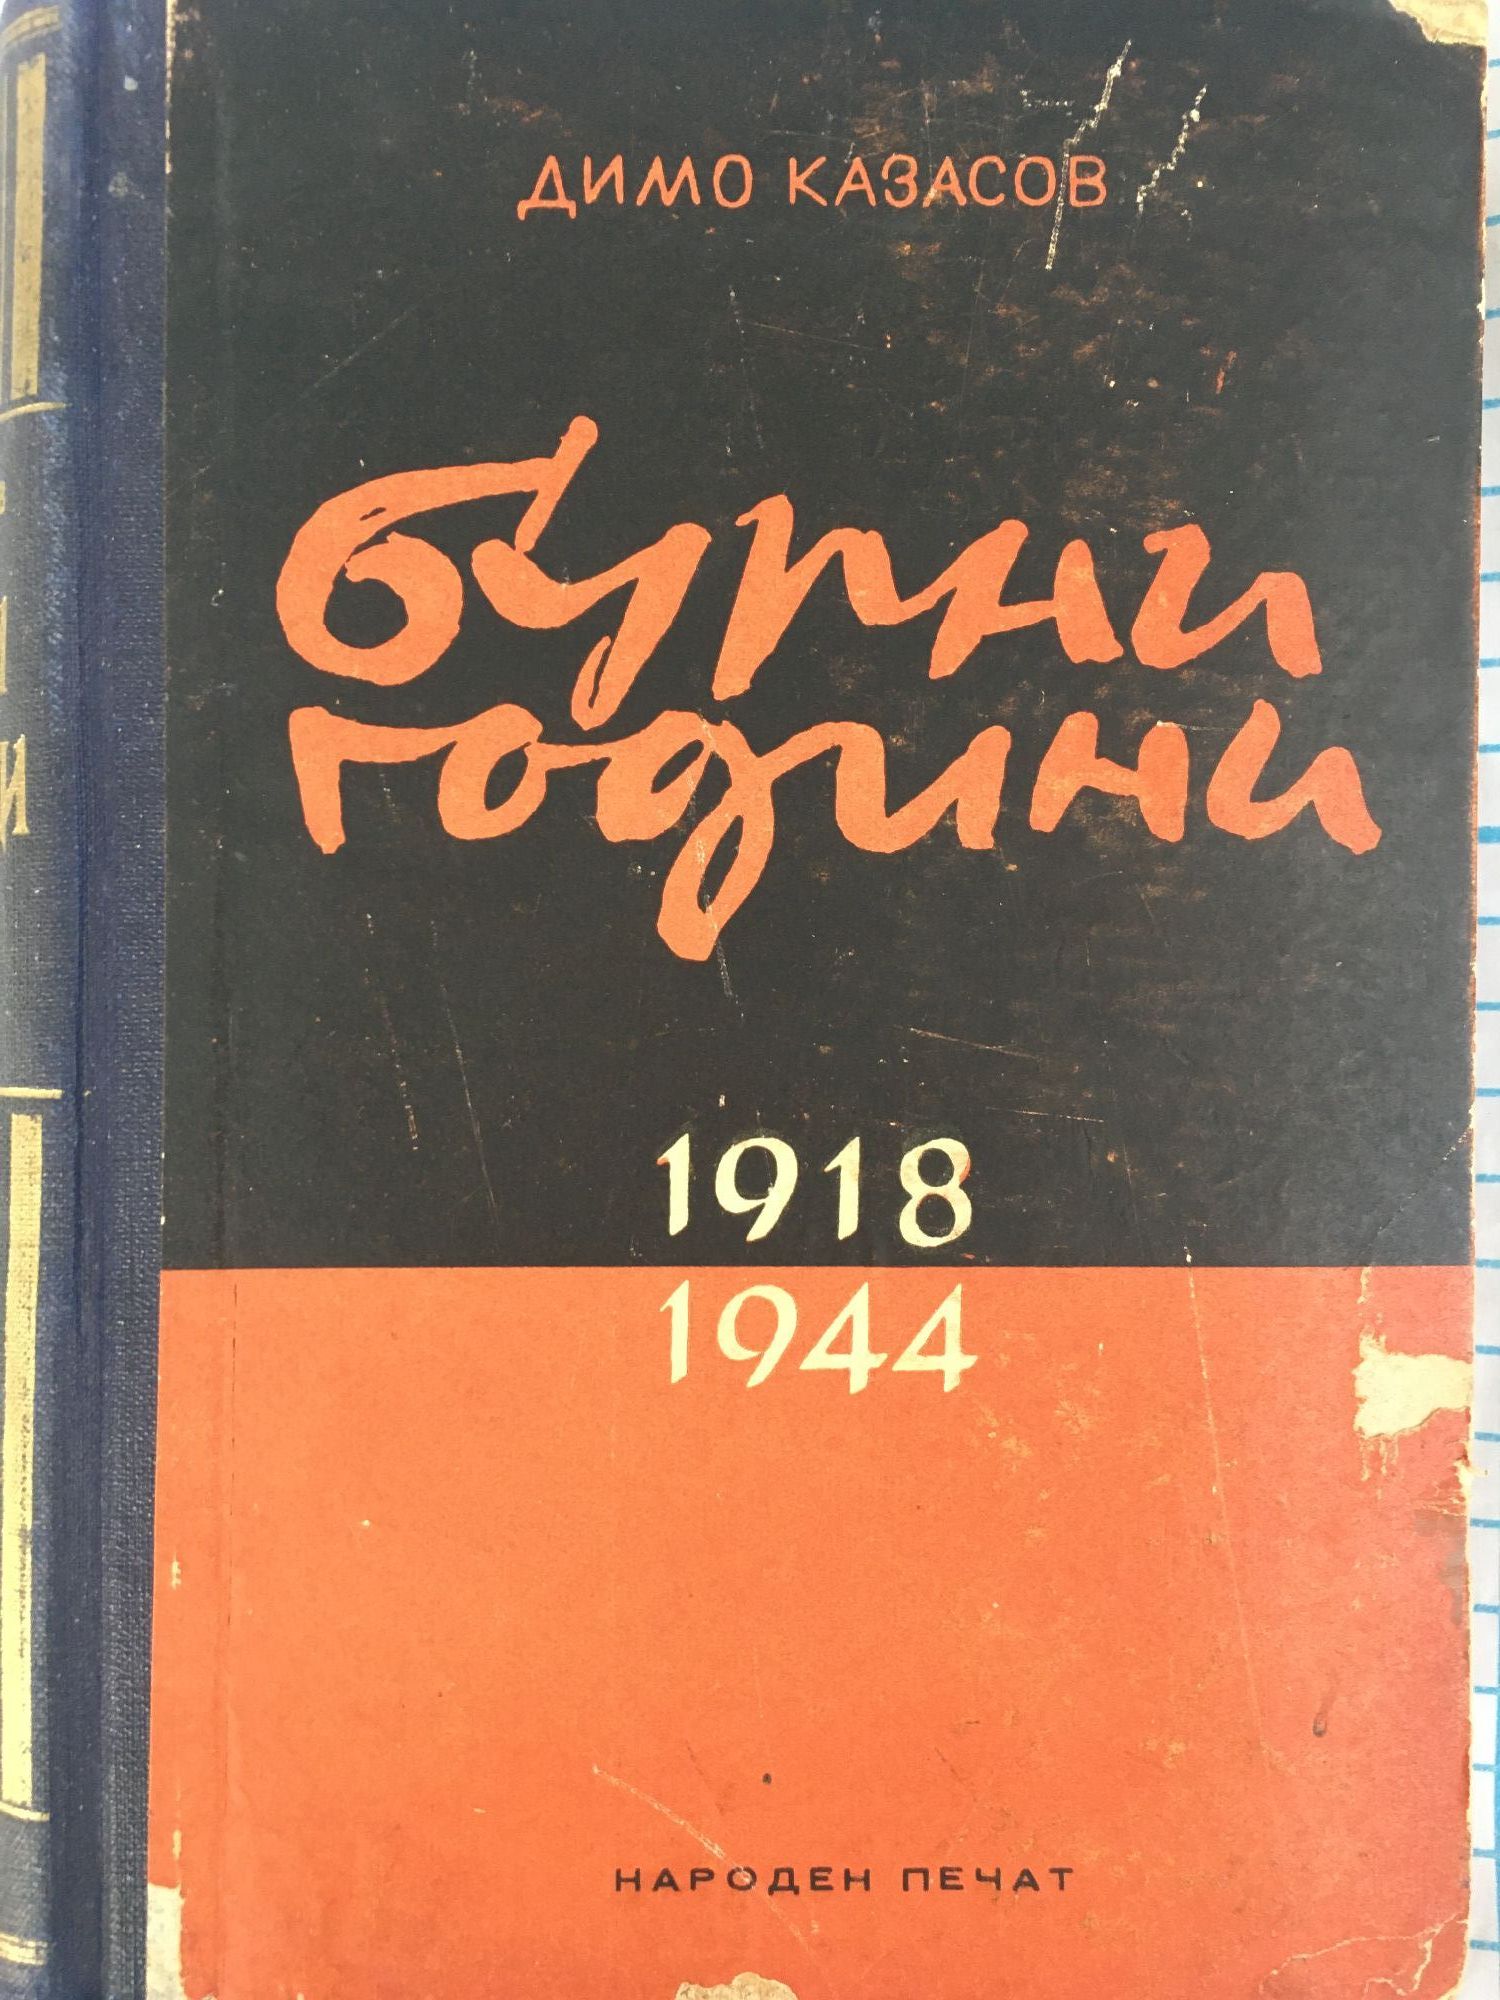 ДИМО КАЗАСОВ
бурни
години
1918
1944
НАРОДЕН ПЕЧАТ